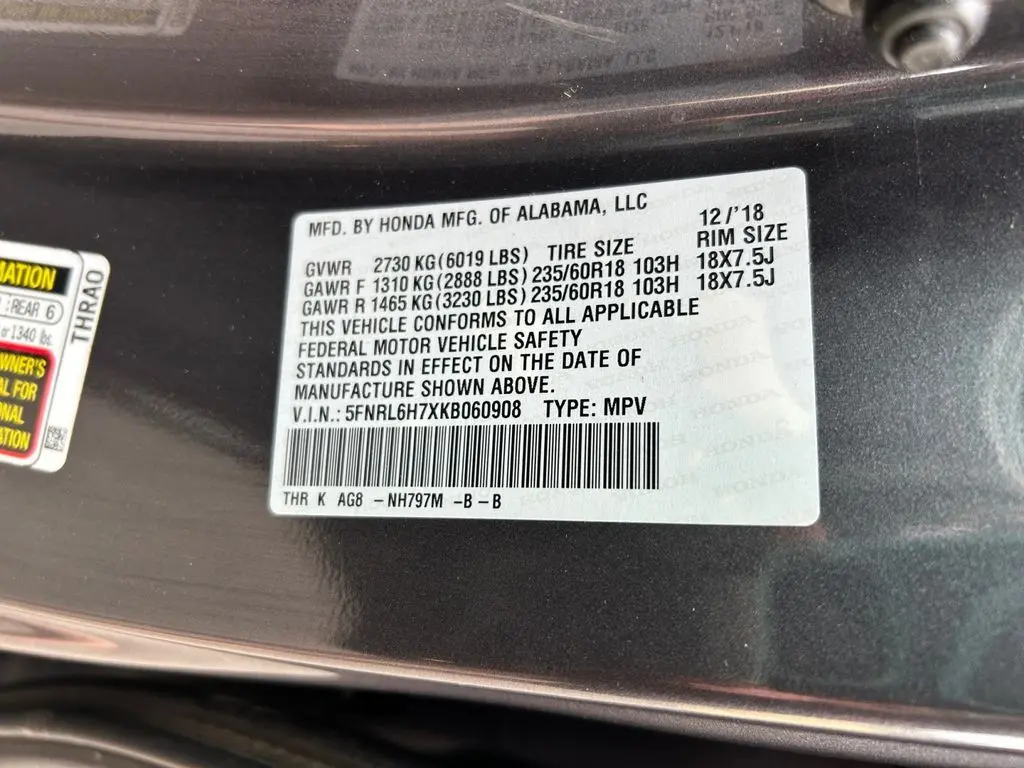 MFD. BY HONDA MFG. OF ALABAMA, LLC 12/'18
GVWR 2730 KG(6019 LBS) TIRE SIZE RIM SIZE
GAWR F 1310 KG(2888 LBS)235/60R18 103H 18X7.5J
GAWR R 1465 KG(3230 LBS)235/60R18 103H 18X7.5J
THIS VEHICLE CONFORMS TO ALL APPLICABLE
FEDERAL MOTOR VEHICLE SAFETY
STANDARDS IN EFFECT ON THE DATE OF
MANUFACTURE SHOWN ABOVE.
V.I.N.: 5FNRL6H7XKB060908 TYPE: MPV
THR K AG8 -NH797M -B -B
MATION
:REAR 6
or 1340 lbs.
WNER'S
AL FOR
ONAL
ATION
THRA0